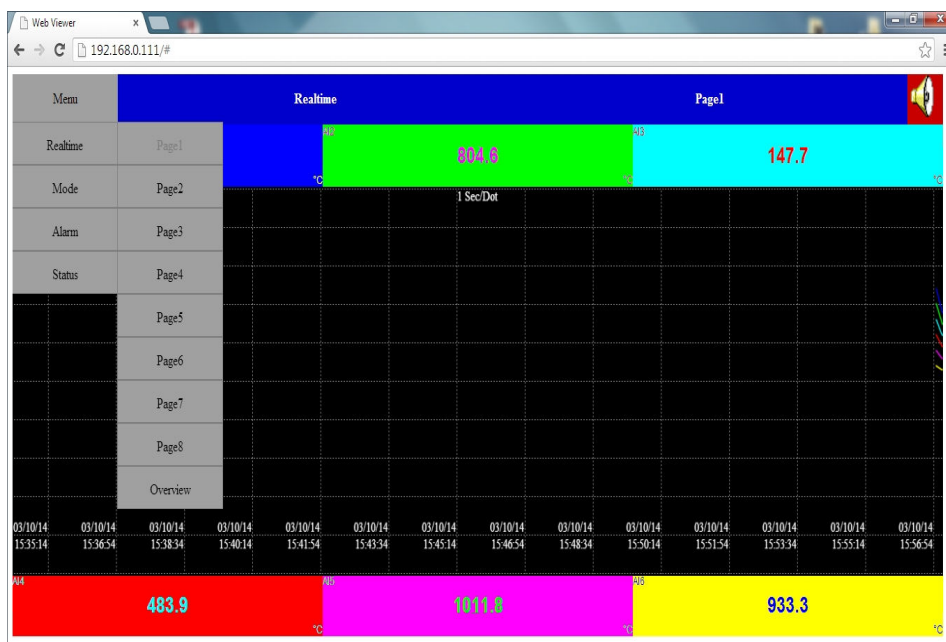 Web Viewer
192.168.0.111/#
Menu Realtime Page1
Realtime Page1
Mode Page2
Alarm Page3
Status Page4
Page5
Page6
Page7
Page8
Overview
°C
AI2 804.6 °C
AI3 147.7 °C
1 Sec/Dot
03/10/14 03/10/14 03/10/14 03/10/14 03/10/14 03/10/14 03/10/14 03/10/14 03/10/14 03/10/14 03/10/14 03/10/14 03/10/14 03/10/14
15:35:14 15:36:54 15:38:34 15:40:14 15:41:54 15:43:34 15:45:14 15:46:54 15:48:34 15:50:14 15:51:54 15:53:34 15:55:14 15:56:54
AI4 483.9 °C
AI5 1011.8 °C
AI6 933.3 °C